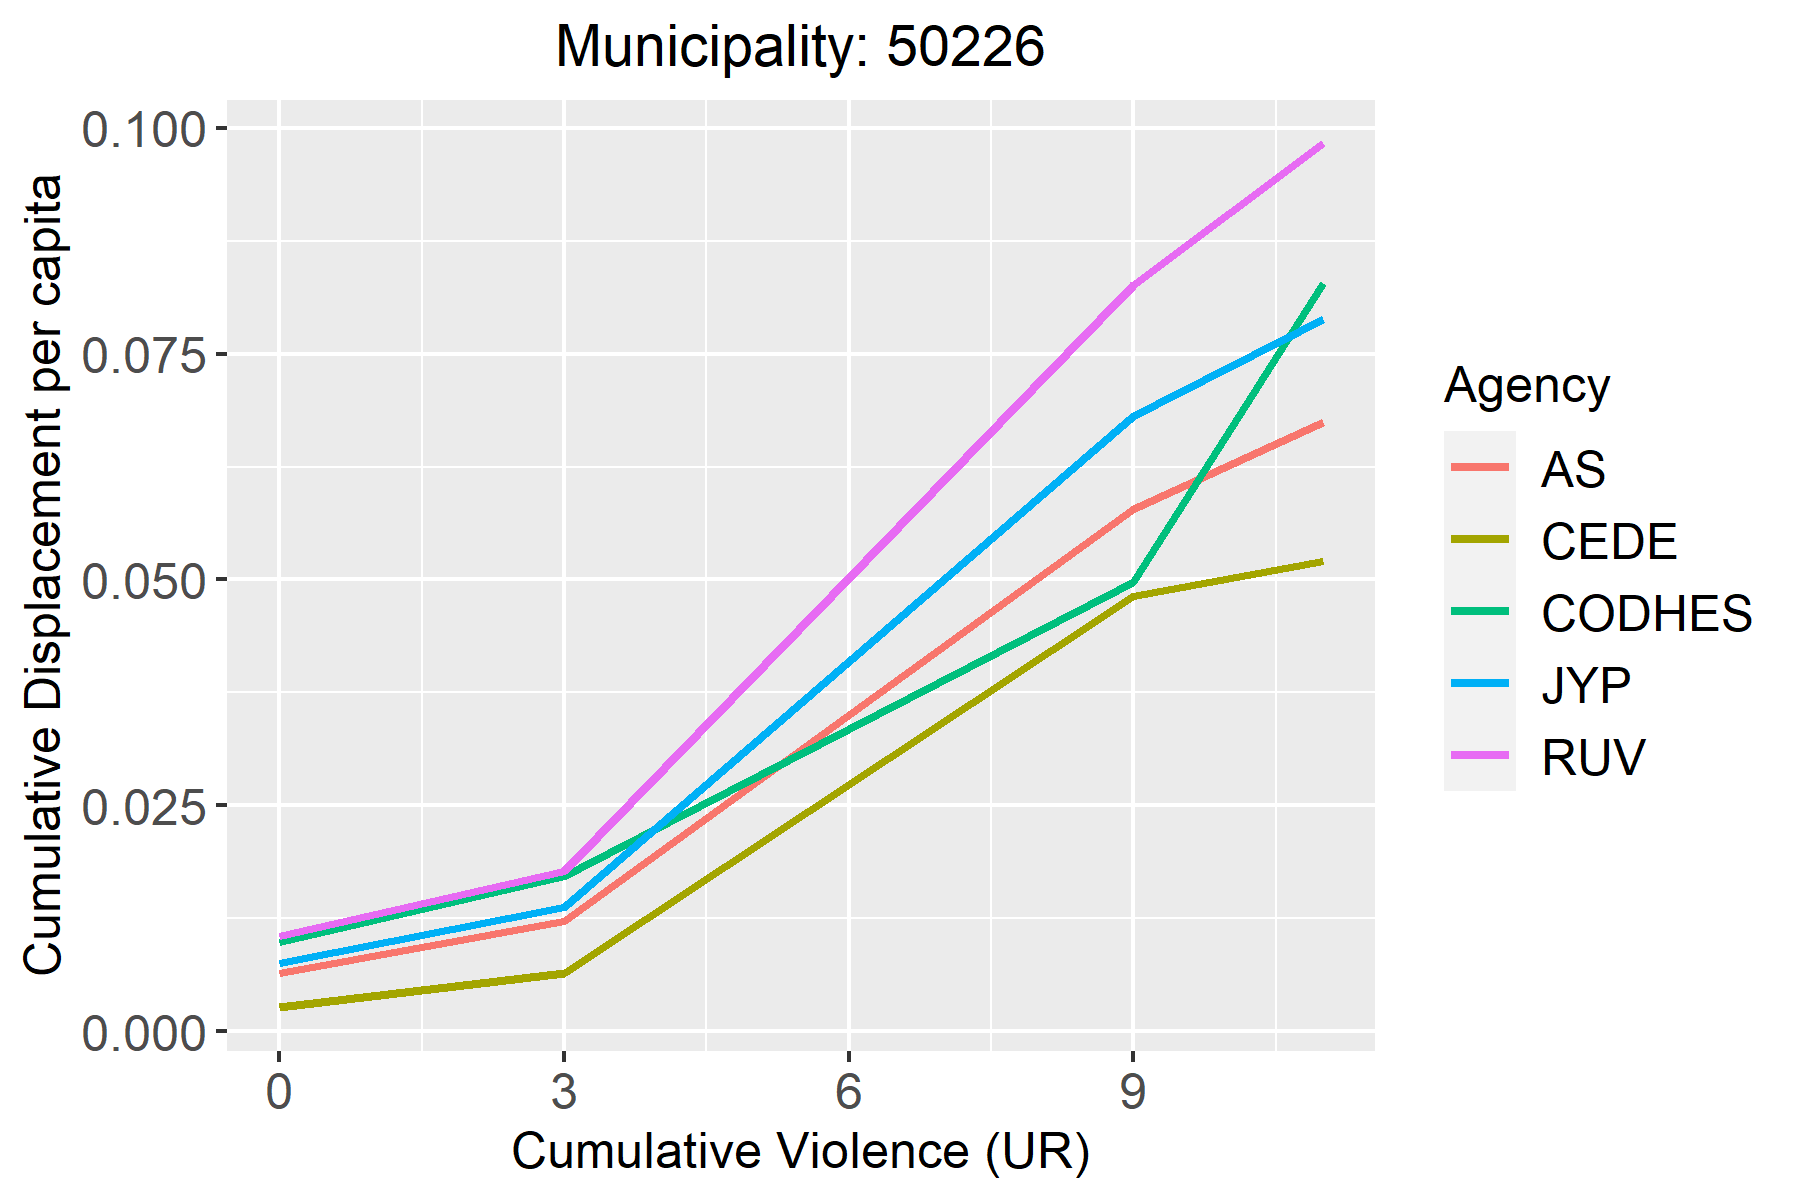 Municipality: 50226
Cumulative Displacement per capita
0.100
0.075
0.050
0.025
0.000
0 3 6 9
Cumulative Violence (UR)
Agency
AS
CEDE
CODHES
JYP
RUV